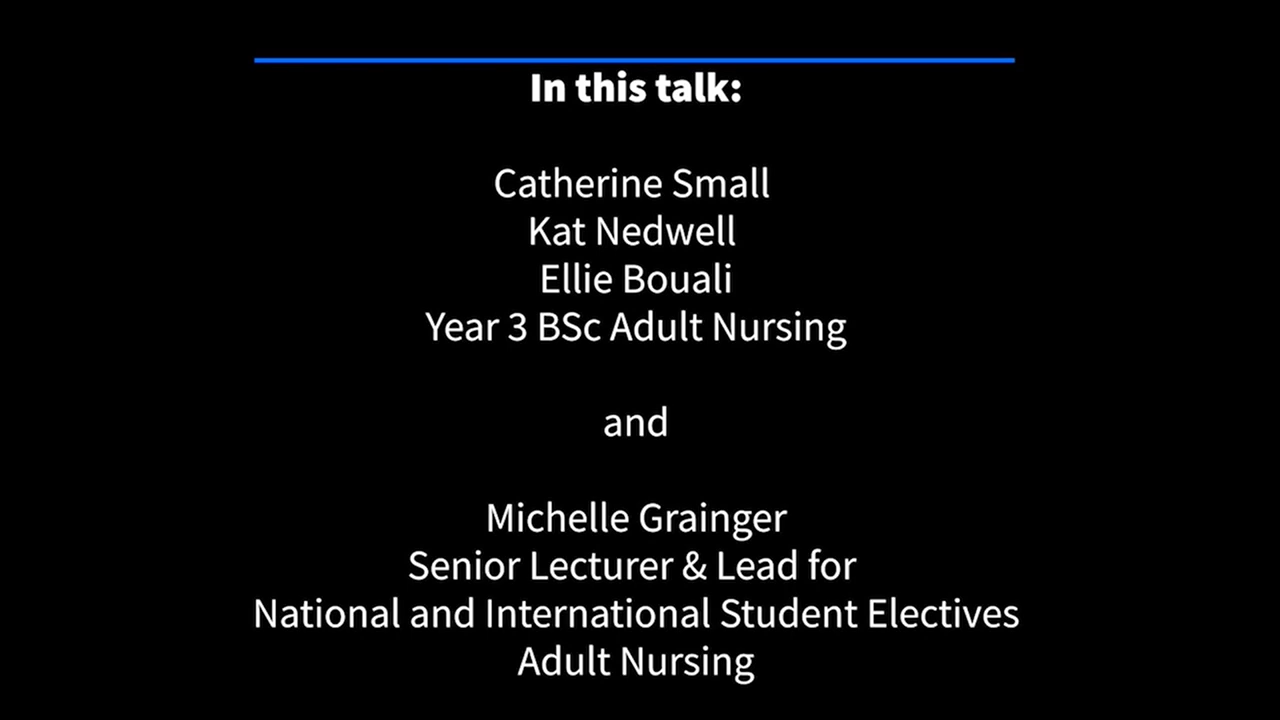 In this talk:
Catherine Small
Kat Nedwell
Ellie Bouali
Year 3 BSc Adult Nursing
and
Michelle Grainger
Senior Lecturer & Lead for
National and International Student Electives
Adult Nursing